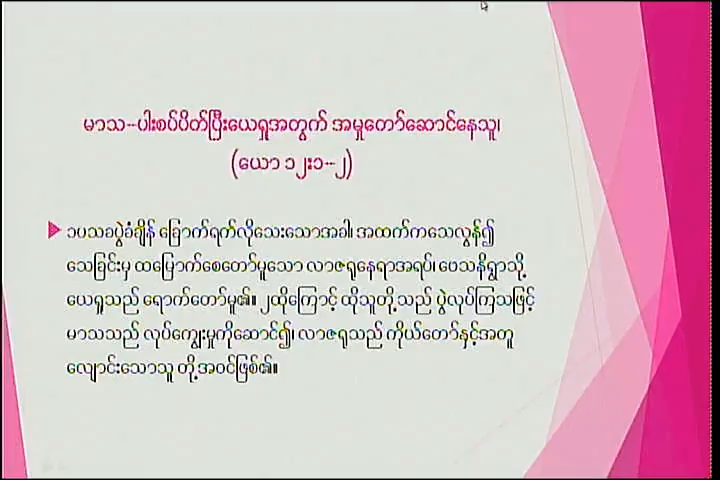 မာသ--ပါးစပ်ပိတ်ပြီးယေရှုအတွက် အမှုတော်ဆောင်နေသူ၊
(ယော ၁၂း၁--၂)
၁ပသခပွဲခံချိန် ခြောက်ရက်လိုသေးသောအခါ၊ အထက်ကသေလွန်၍
သေခြင်းမှ ထမြောက်စေတော်မူသော လာဇရုနေရာအရပ်၊ ဗေသနိရွာသို့
ယေရှုသည် ရောက်တော်မူ၏။ ၂ထိုကြောင့် ထိုသူတို့သည် ပွဲလုပ်ကြသဖြင့်
မာသသည် လုပ်ကျွေးမှုကိုဆောင်၍၊ လာဇရုသည် ကိုယ်တော်နှင့်အတူ
လျောင်းသောသူ တို့အဝင်ဖြစ်၏။